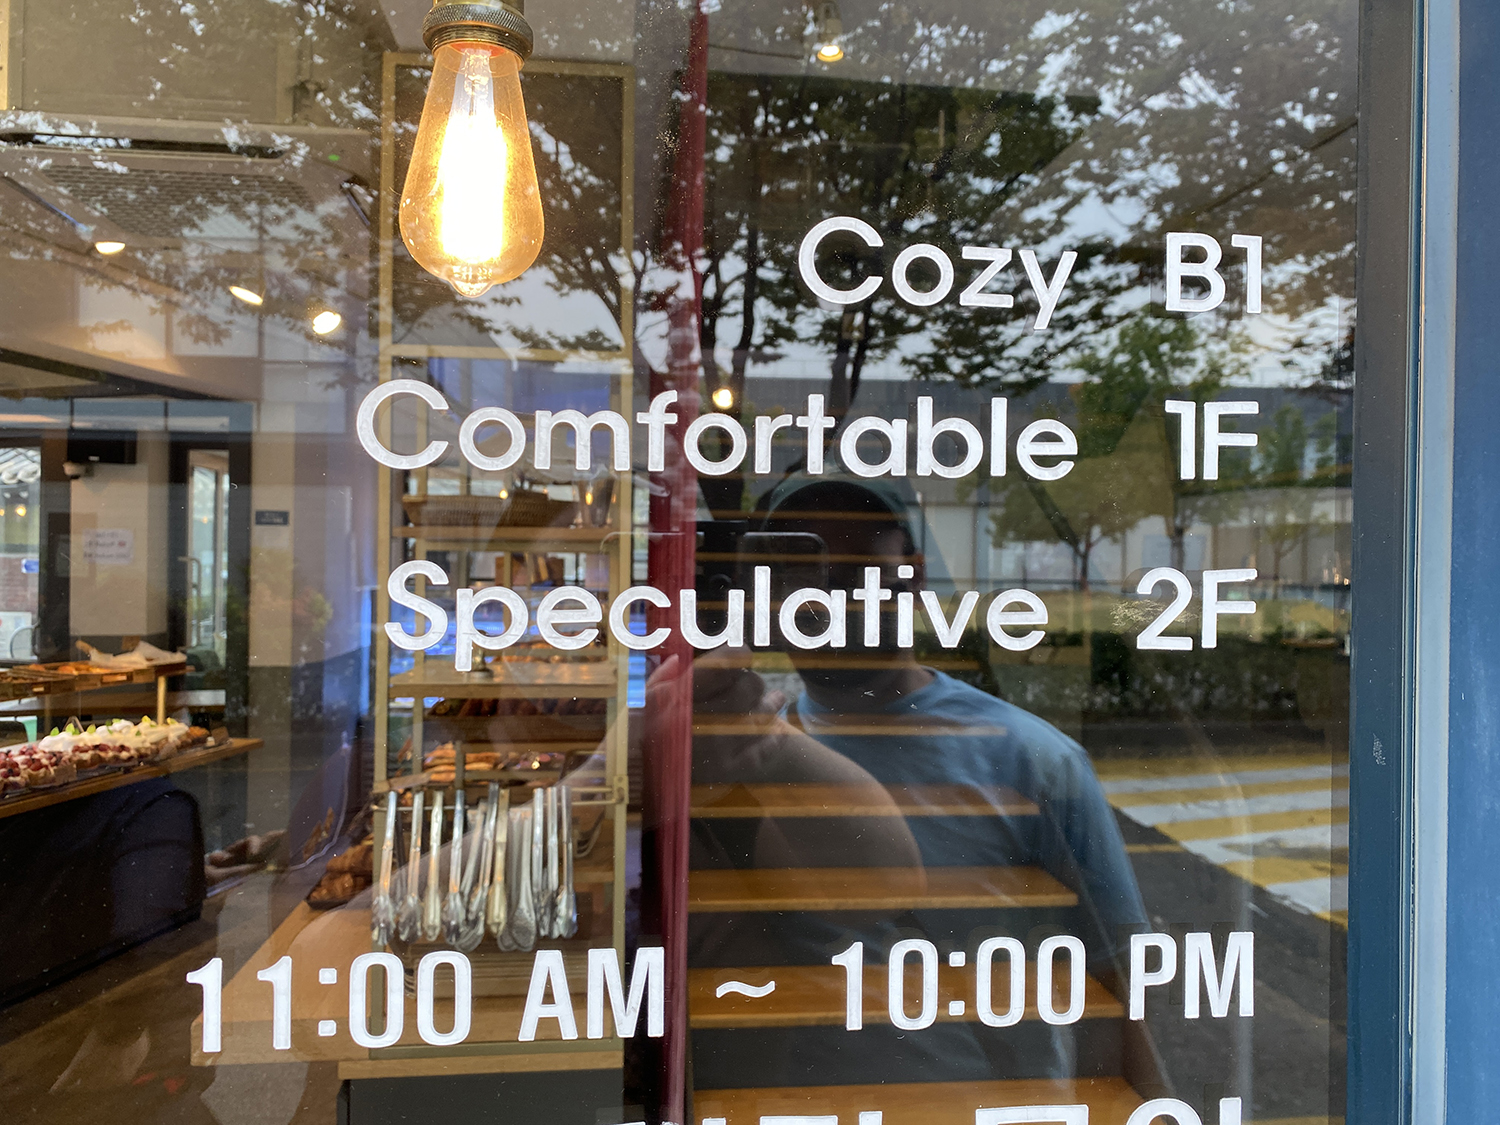 Cozy B1
Comfortable 1F
Speculative 2F
11:00 AM ~ 10:00 PM